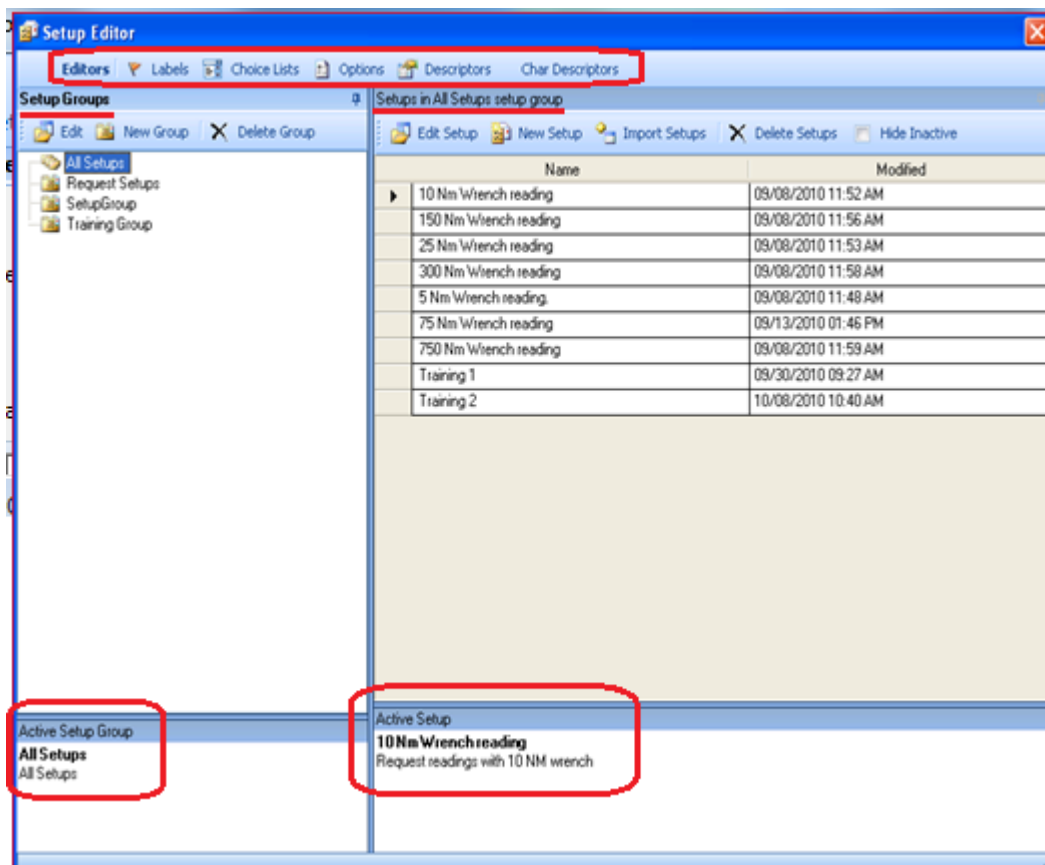 Setup Editor
Editors Labels Choice Lists Options Descriptors Char Descriptors
Setup Groups
Edit New Group Delete Group
All Setups
Request Setups
SetupGroup
Training Group
Setups in All Setups setup group
Edit Setup New Setup Import Setups Delete Setups Hide Inactive
Name Modified
10 Nm Wrench reading 09/08/2010 11:52 AM
150 Nm Wrench reading 09/08/2010 11:56 AM
25 Nm Wrench reading 09/08/2010 11:53 AM
300 Nm Wrench reading 09/08/2010 11:58 AM
5 Nm Wrench reading. 09/08/2010 11:48 AM
75 Nm Wrench reading 09/13/2010 01:46 PM
750 Nm Wrench reading 09/08/2010 11:59 AM
Training 1 09/30/2010 09:27 AM
Training 2 10/08/2010 10:40 AM
Active Setup Group
All Setups
All Setups
Active Setup
10 Nm Wrench reading
Request readings with 10 NM wrench